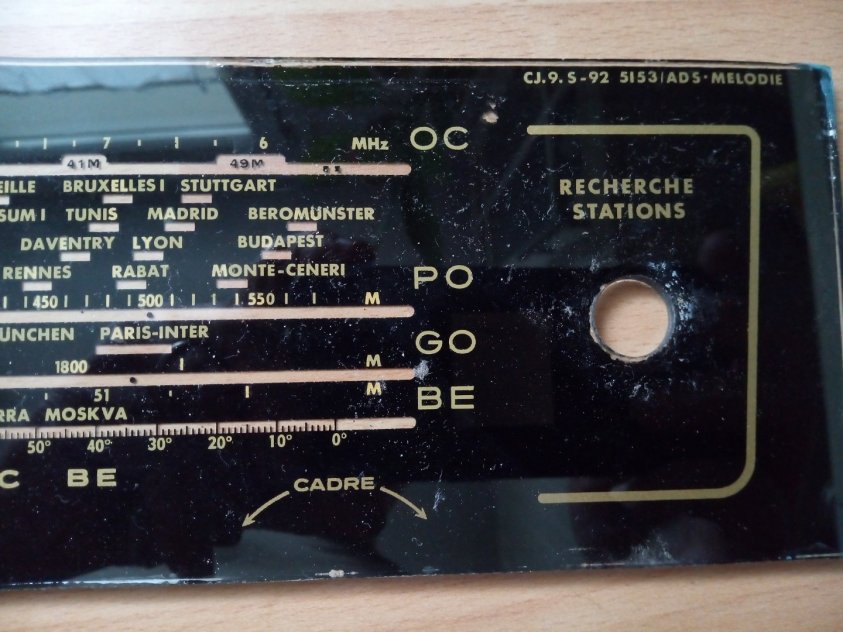 CJ.9.S-92 5153/ADS·MELODIE
7 6 MHz OC
41M 49M
EILLE BRUXELLES I STUTTGART
RECHERCHE
SUM I TUNIS MADRID BEROMÜNSTER
STATIONS
DAVENTRY LYON BUDAPEST
RENNES RABAT MONTE-CENERI
PO
450 500 550 M
UNCHEN PARIS-INTER
GO
1800 M
51 M
BE
RRA MOSKVA
50° 40° 30° 20° 10° 0°
C BE
CADRE